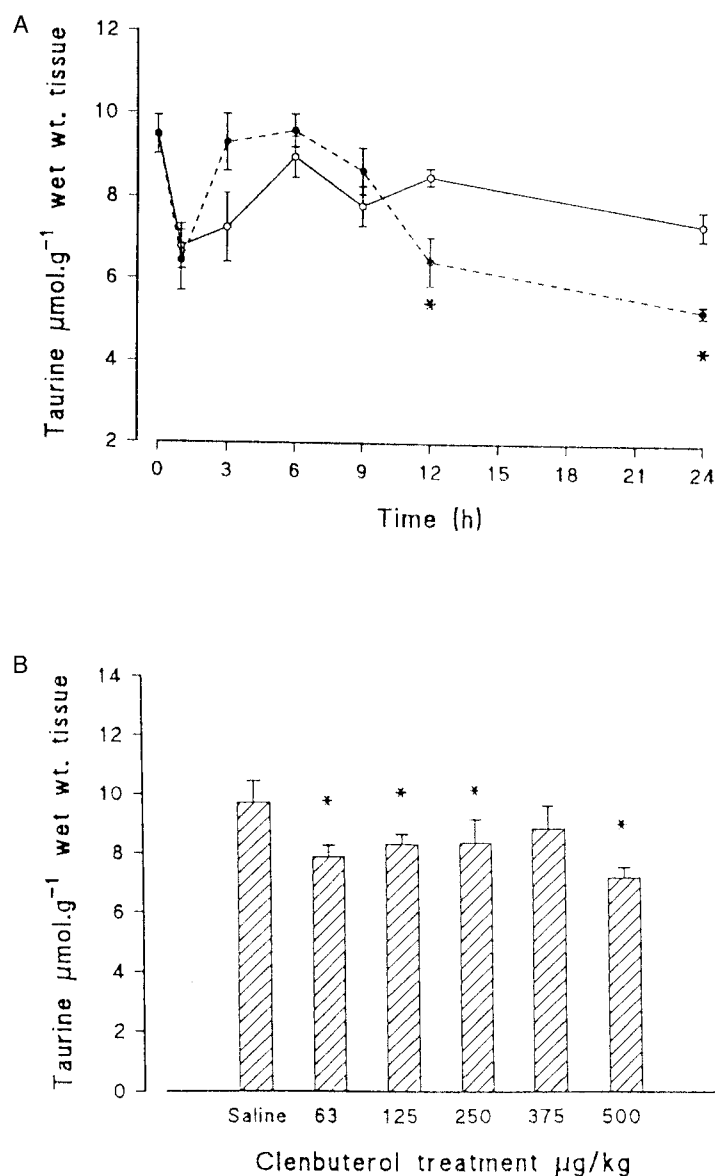 A
Taurine µmol.g⁻¹ wet wt. tissue
12
10
8
6
4
2
*
*
0 3 6 9 12 15 18 21 24
Time (h)
B
Taurine µmol.g⁻¹ wet wt. tissue
14
12
10
8
6
4
2
0
* * * *
Saline 63 125 250 375 500
Clenbuterol treatment µg/kg